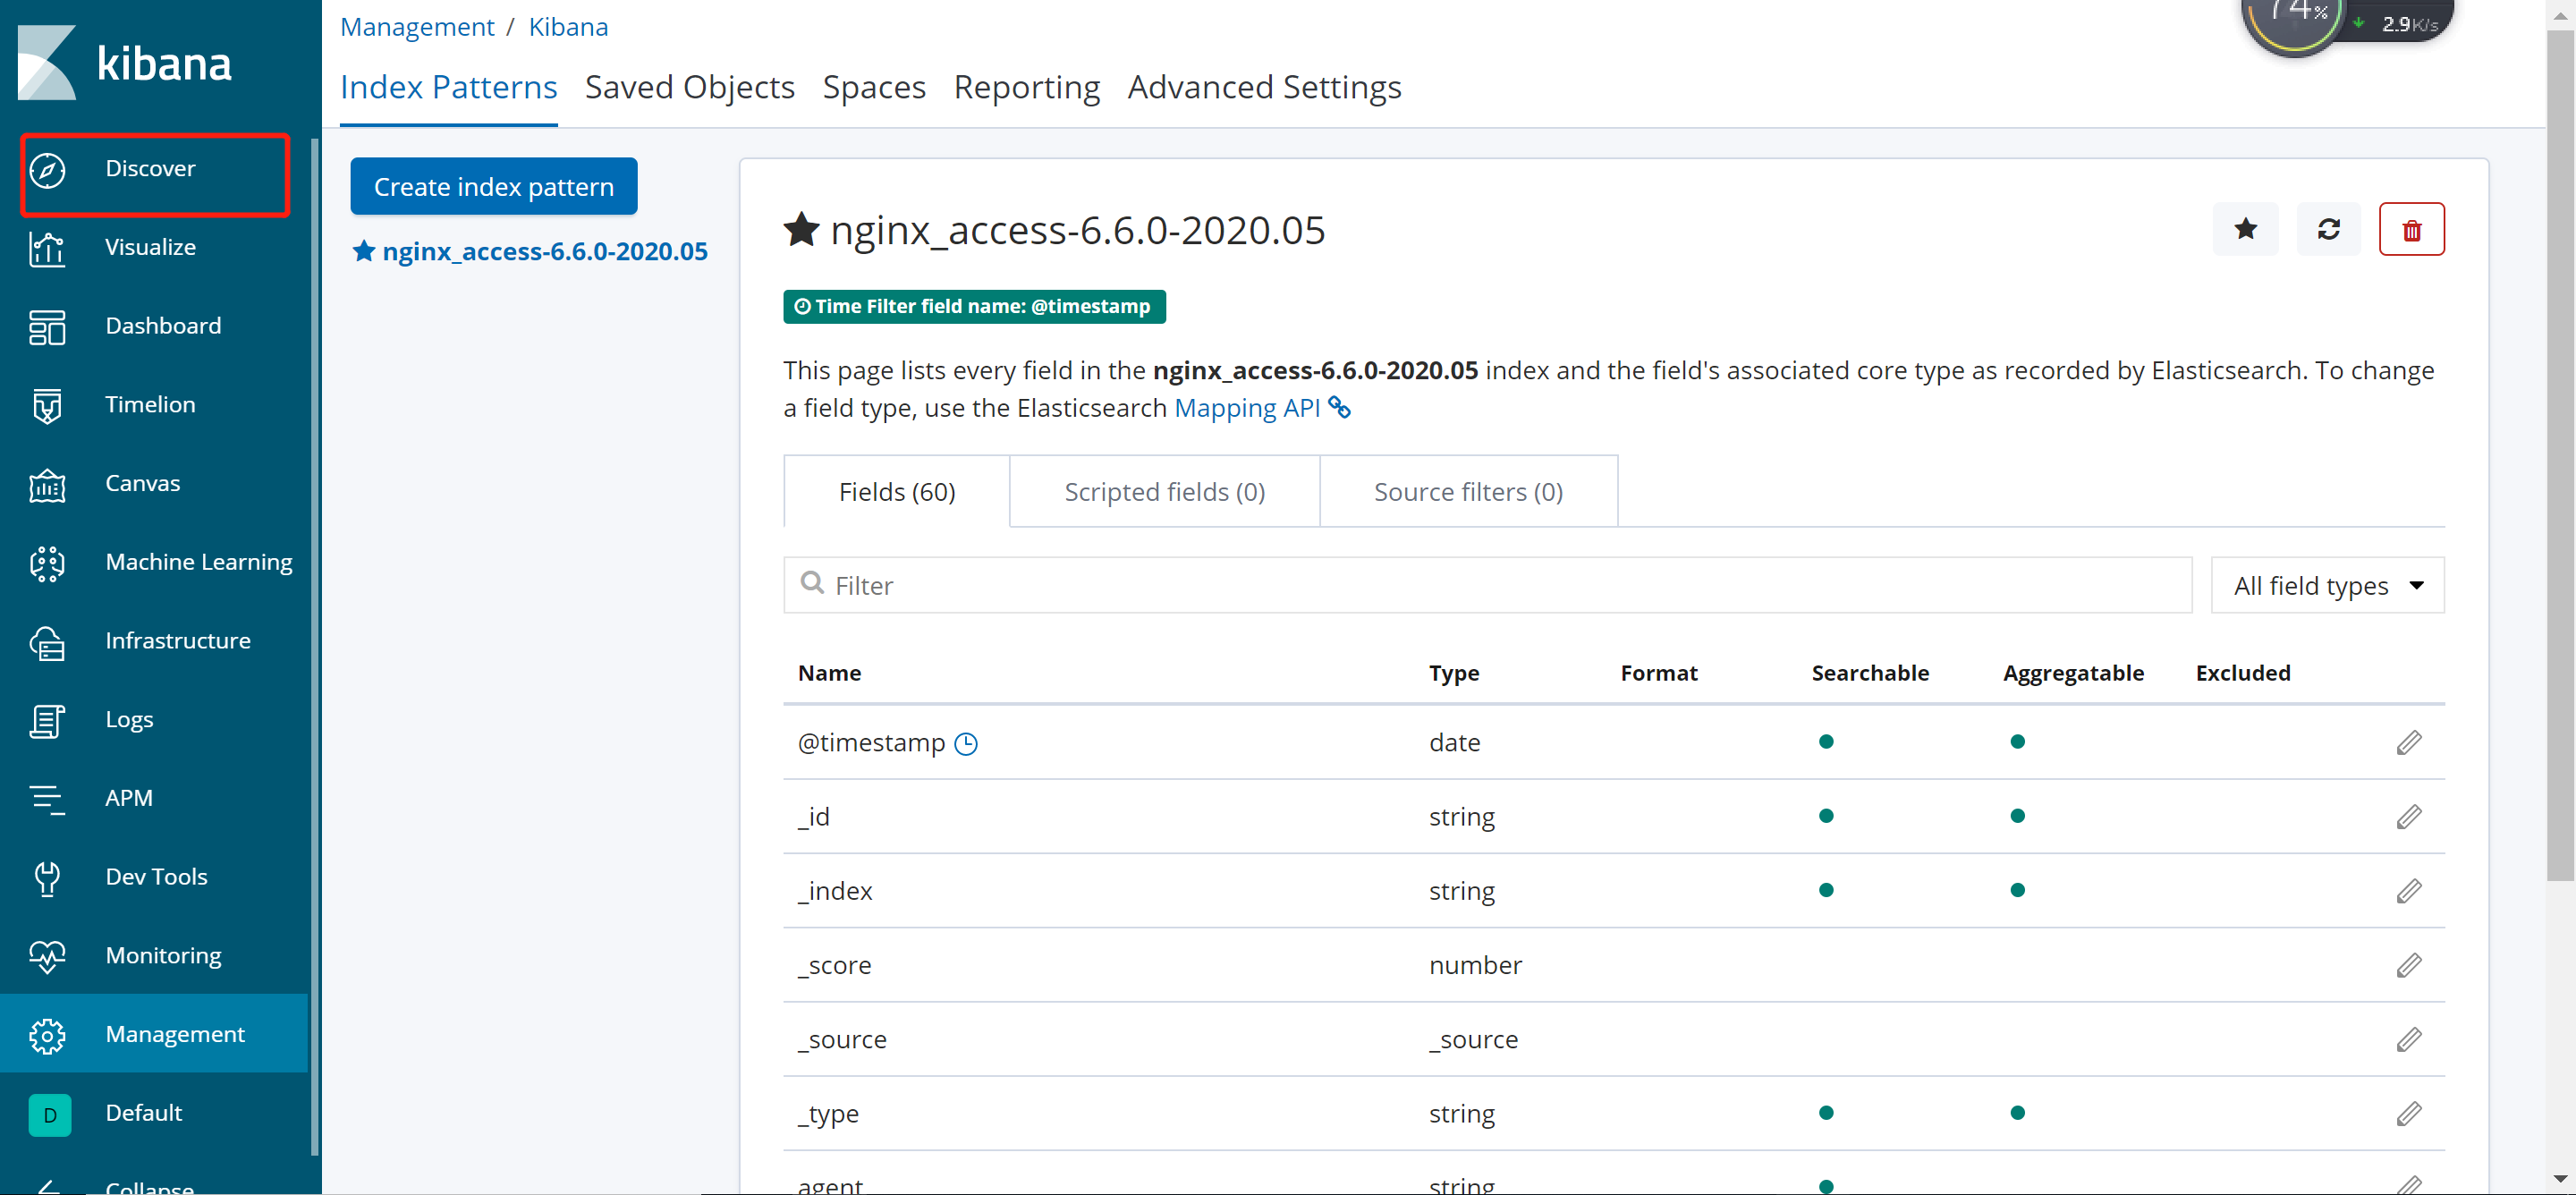 kibana
Discover
Visualize
Dashboard
Timelion
Canvas
Machine Learning
Infrastructure
Logs
APM
Dev Tools
Monitoring
Management
D Default
Collapse
Management / Kibana
74% 2.9K/s
Index Patterns Saved Objects Spaces Reporting Advanced Settings
Create index pattern
nginx_access-6.6.0-2020.05
nginx_access-6.6.0-2020.05
Time Filter field name: @timestamp
This page lists every field in the nginx_access-6.6.0-2020.05 index and the field's associated core type as recorded by Elasticsearch. To change
a field type, use the Elasticsearch Mapping API
Fields (60) Scripted fields (0) Source filters (0)
Filter All field types
Name Type Format Searchable Aggregatable Excluded
@timestamp date
_id string
_index string
_score number
_source _source
_type string
agent string